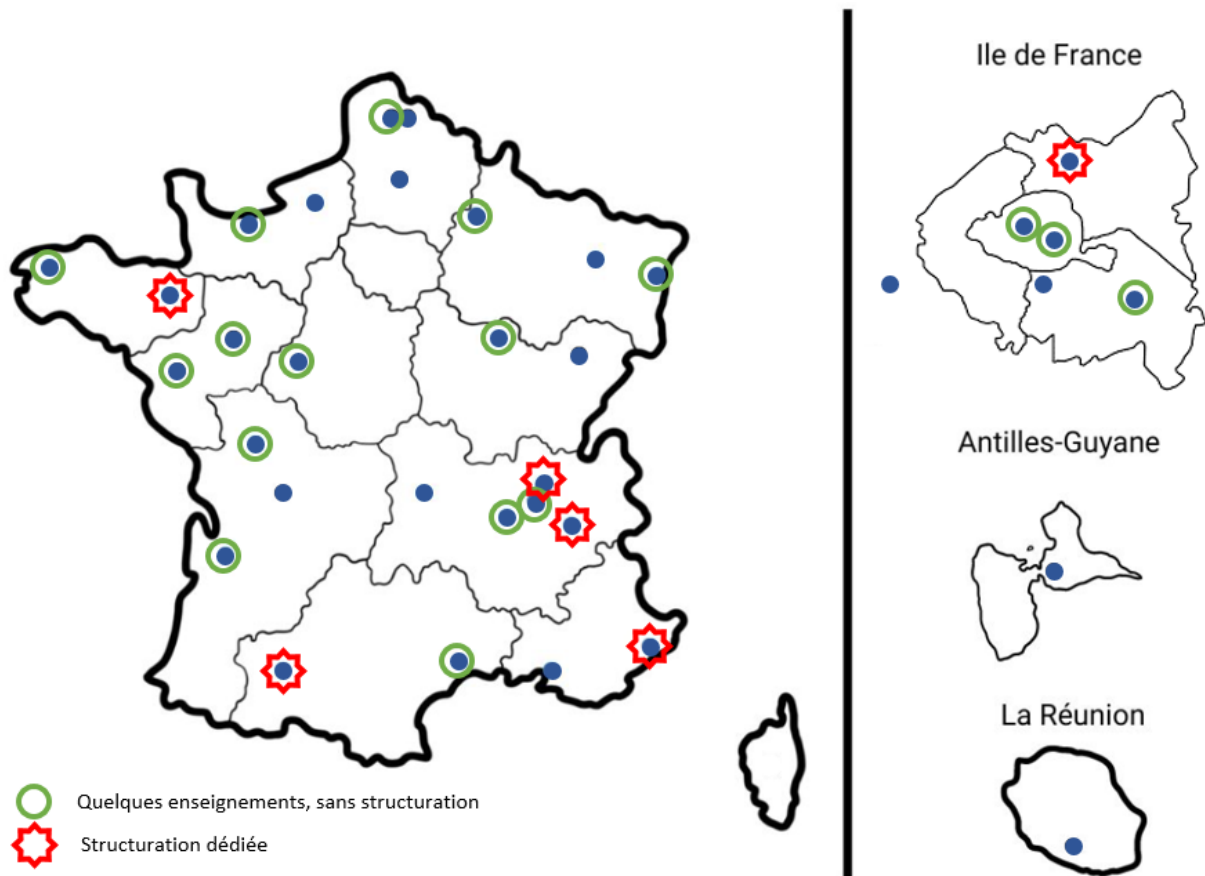 Ile de France
Antilles-Guyane
La Réunion
Quelques enseignements, sans structuration
Structuration dédiée